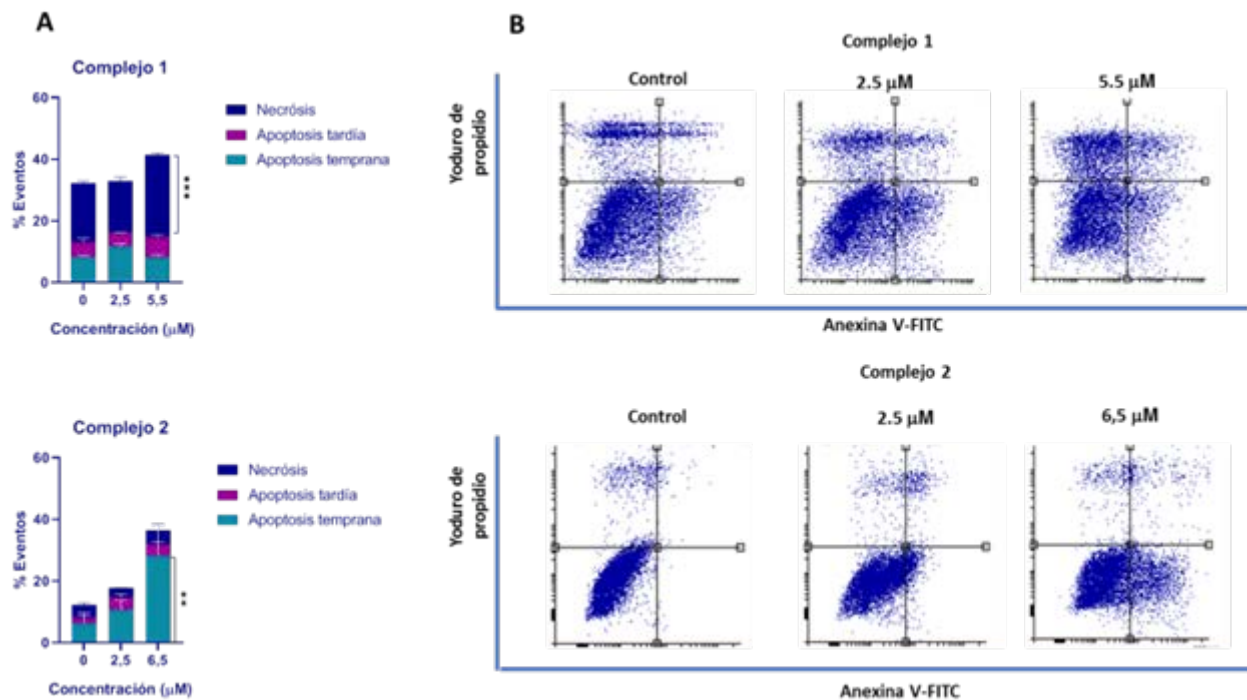 A
Complejo 1
60
40
20
0
% Eventos
***
0 2,5 5,5
Concentración (μM)
Necrósis
Apoptosis tardía
Apoptosis temprana
B
Complejo 1
Control
2.5 μM
5.5 μM
Yoduro de
propidio
Anexina V-FITC
Complejo 2
60
40
20
0
% Eventos
**
0 2,5 6,5
Concentración (μM)
Necrósis
Apoptosis tardía
Apoptosis temprana
Complejo 2
Control
2.5 μM
6,5 μM
Yoduro de
propidio
Anexina V-FITC